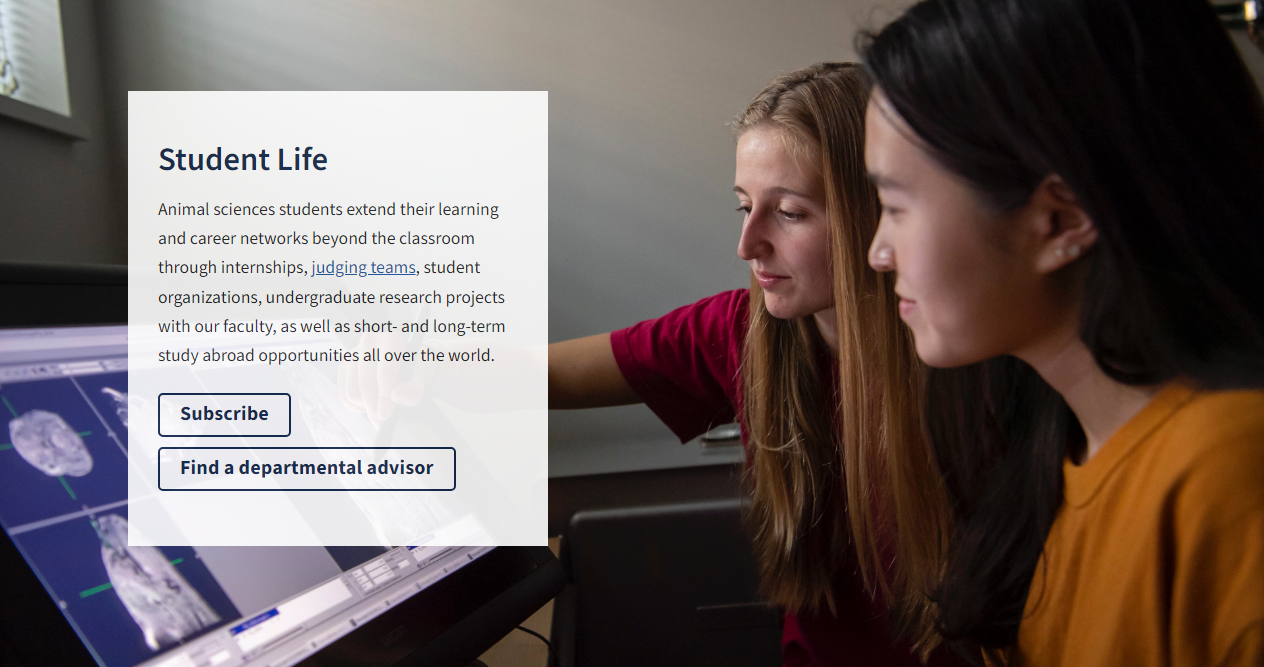 Student Life
Animal sciences students extend their learning
and career networks beyond the classroom
through internships, judging teams, student
organizations, undergraduate research projects
with our faculty, as well as short- and long-term
study abroad opportunities all over the world.
Subscribe
Find a departmental advisor